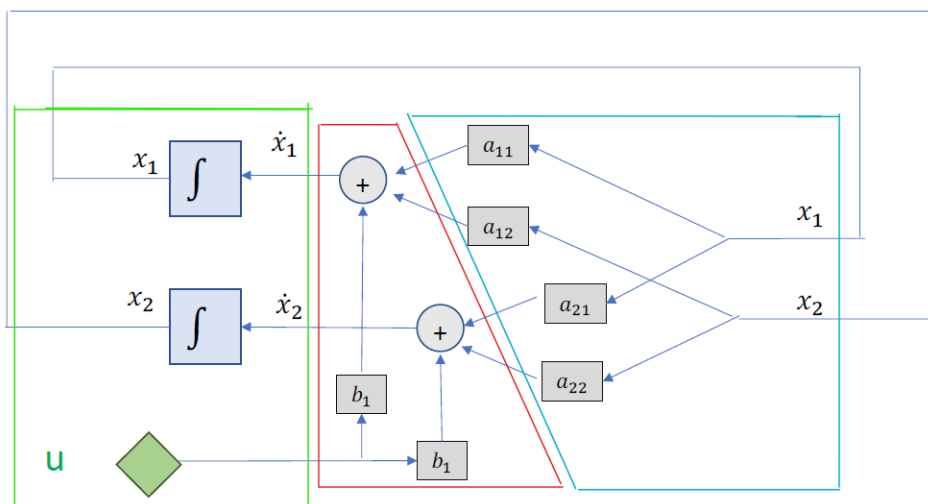 x₁ ∫ ẋ₁ + a₁₁
a₁₂ x₁
x₂ ∫ ẋ₂ + a₂₁ x₂
a₂₂
b₁
u b₁